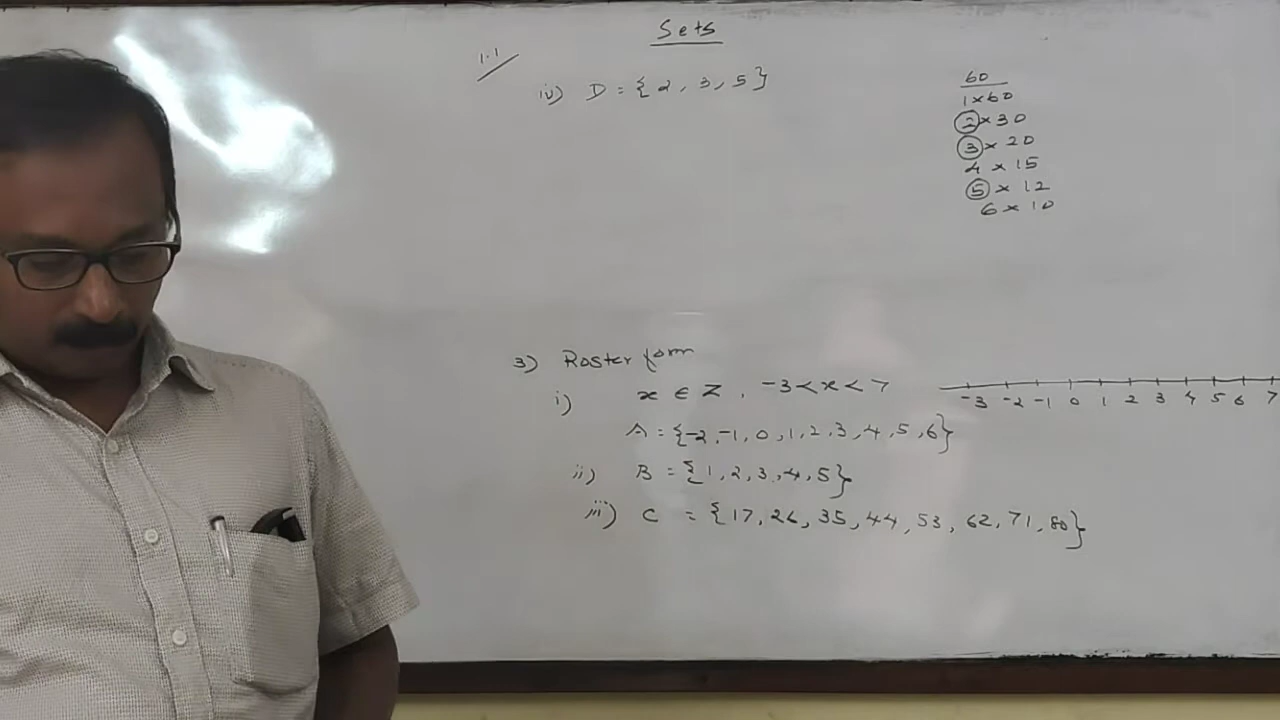 Sets
1.1
iv) D = {2, 3, 5}
60
1 x 60
2 x 30
3 x 20
4 x 15
5 x 12
6 x 10
3) Roster form
i) x ∈ Z, -3 < x < 7
-3 -2 -1 0 1 2 3 4 5 6 7
A = {-2, -1, 0, 1, 2, 3, 4, 5, 6}
ii) B = {1, 2, 3, 4, 5}
iii) C = {17, 26, 35, 44, 53, 62, 71, 80}